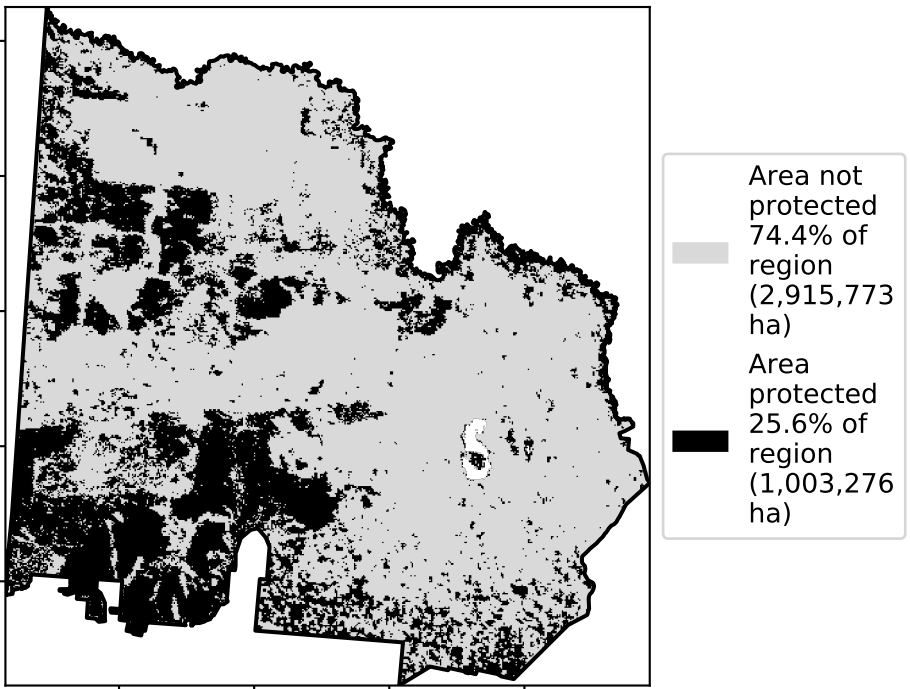 Area not
protected
74.4% of
region
(2,915,773
ha)
Area
protected
25.6% of
region
(1,003,276
ha)